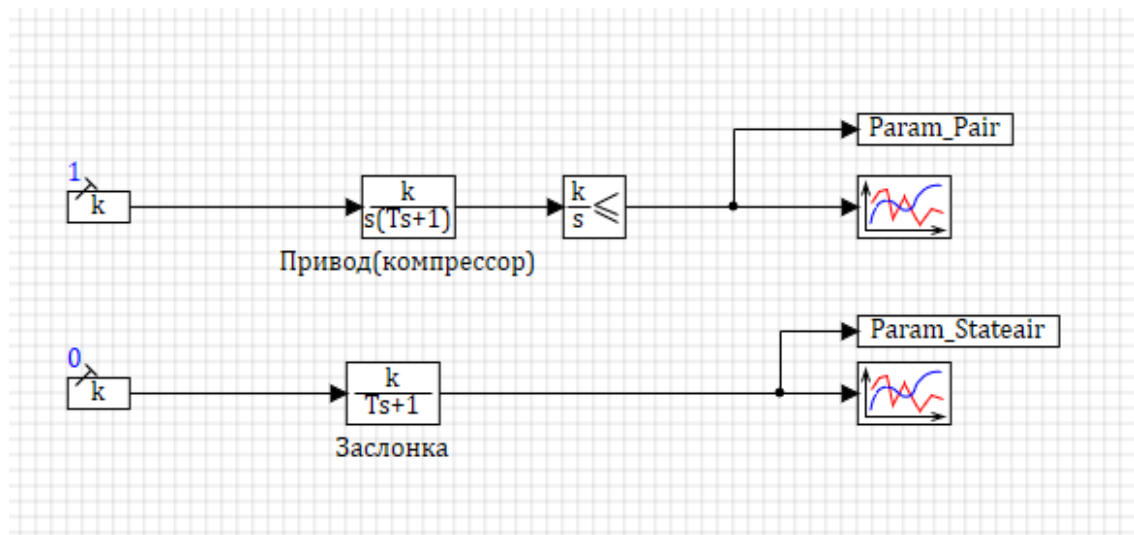 Param_Pair
1
k
k
s(Ts+1)
k
s
≤
Привод(компрессор)
Param_Stateair
0
k
k
Ts+1
Заслонка